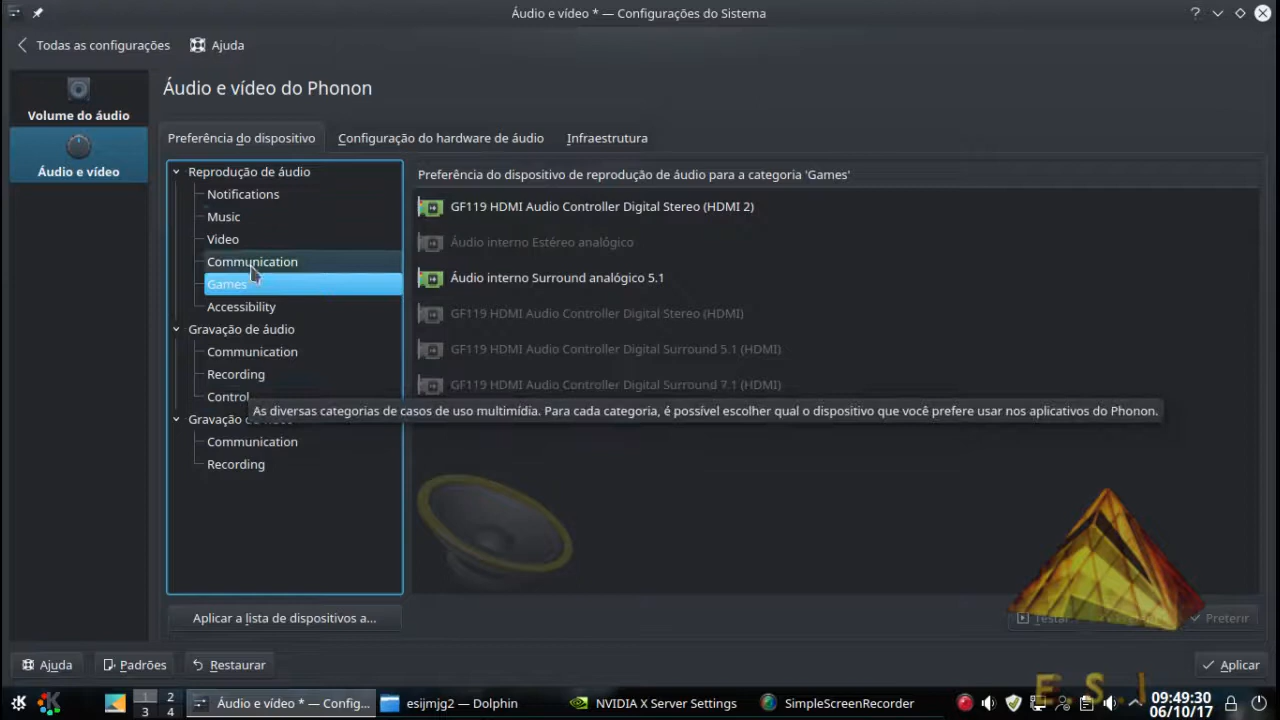 Áudio e vídeo * — Configurações do Sistema
Todas as configurações
Ajuda
Volume do áudio
Áudio e vídeo
Áudio e vídeo do Phonon
Preferência do dispositivo
Configuração do hardware de áudio
Infraestrutura
Reprodução de áudio
Notifications
Music
Video
Communication
Games
Accessibility
Gravação de áudio
Communication
Recording
Control
Communication
Recording
Preferência do dispositivo de reprodução de áudio para a categoria 'Games'
GF119 HDMI Audio Controller Digital Stereo (HDMI 2)
Áudio interno Estéreo analógico
Áudio interno Surround analógico 5.1
GF119 HDMI Audio Controller Digital Stereo (HDMI)
GF119 HDMI Audio Controller Digital Surround 5.1 (HDMI)
GF119 HDMI Audio Controller Digital Surround 7.1 (HDMI)
As diversas categorias de casos de uso multimídia. Para cada categoria, é possível escolher qual o dispositivo que você prefere usar nos aplicativos do Phonon.
Aplicar a lista de dispositivos a...
Testar
Preterir
Ajuda
Padrões
Restaurar
Aplicar
1 2
3 4
Áudio e vídeo * — Config...
esijmjg2 — Dolphin
NVIDIA X Server Settings
SimpleScreenRecorder
E S . I
09:49:30
06/10/17